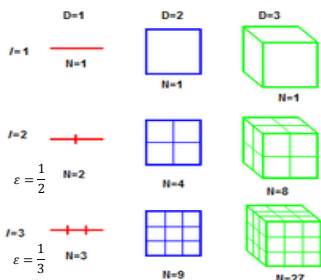 D=1 D=2 D=3
l=1
N=1 N=1 N=1
l=2
ε = 1/2
N=2 N=4 N=8
l=3
ε = 1/3
N=3 N=9 N=27